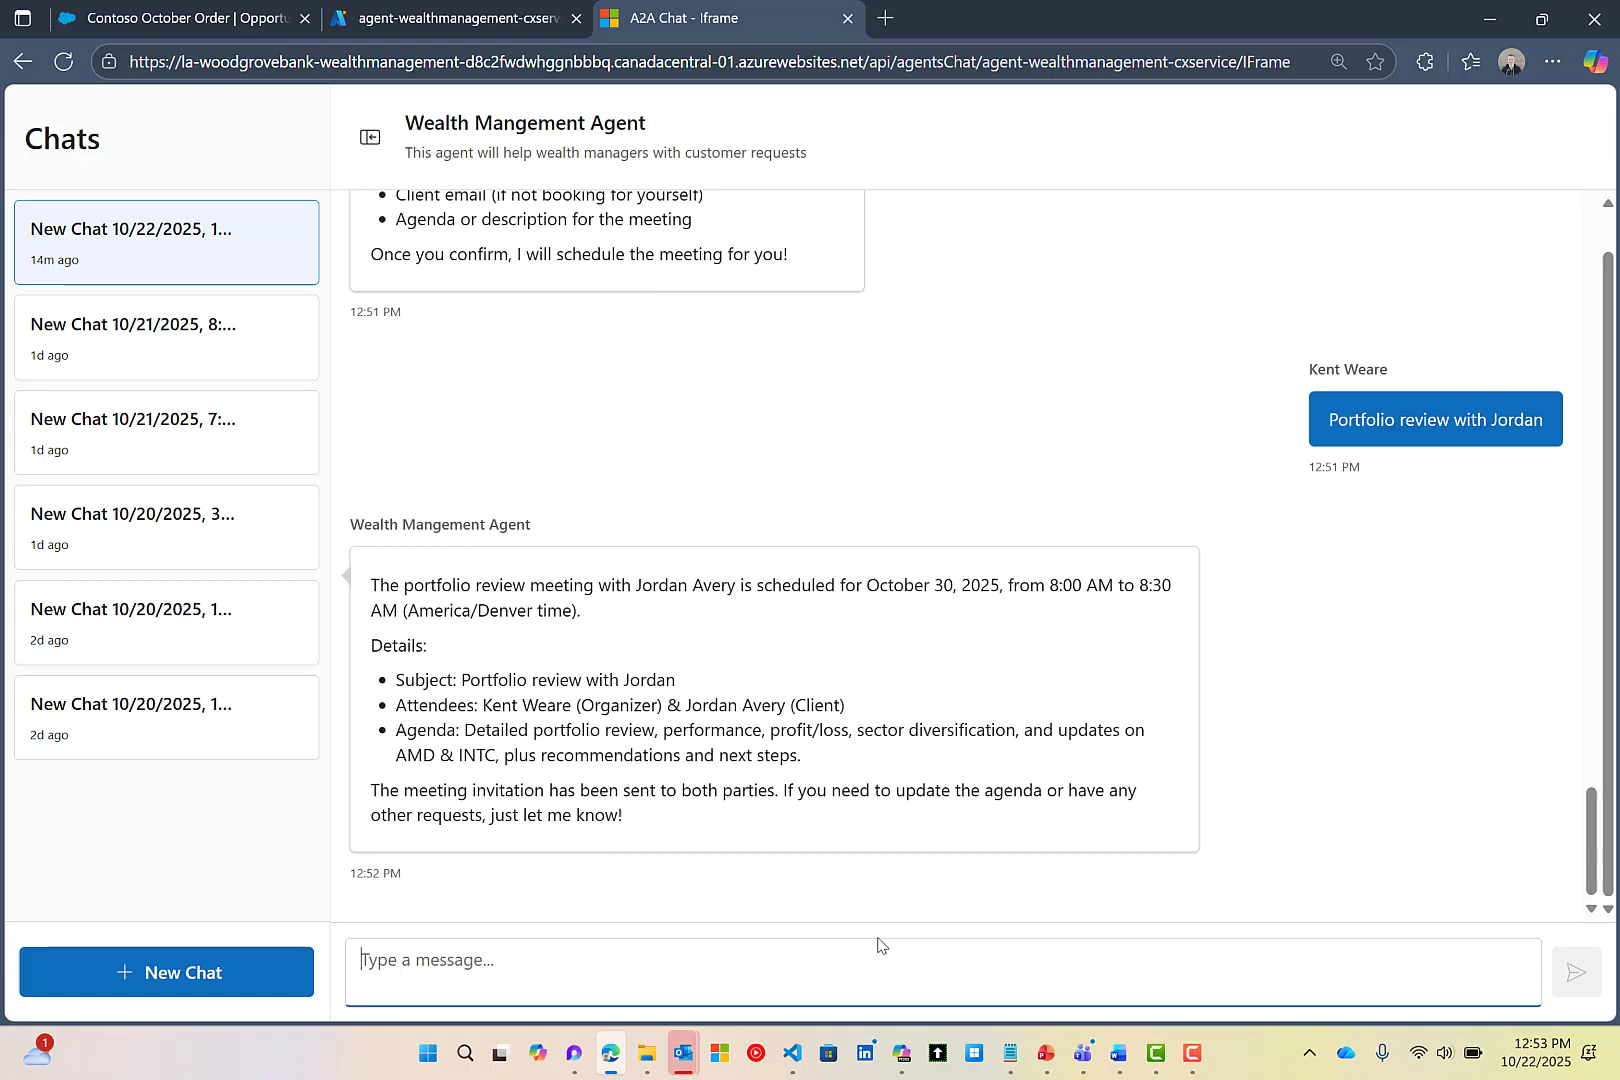 Contoso October Order | Opportu
agent-wealthmanagement-cxserv
A2A Chat - Iframe
https://la-woodgrovebank-wealthmanagement-d8c2fwdwhggnbbbq.canadacentral-01.azurewebsites.net/api/agentsChat/agent-wealthmanagement-cxservice/IFrame
Chats
Wealth Mangement Agent
This agent will help wealth managers with customer requests
New Chat 10/22/2025, 1...
14m ago
New Chat 10/21/2025, 8:...
1d ago
New Chat 10/21/2025, 7:...
1d ago
New Chat 10/20/2025, 3...
1d ago
New Chat 10/20/2025, 1...
2d ago
New Chat 10/20/2025, 1...
2d ago
New Chat
• Client email (if not booking for yourself)
• Agenda or description for the meeting
Once you confirm, I will schedule the meeting for you!
12:51 PM
Kent Weare
Portfolio review with Jordan
12:51 PM
Wealth Mangement Agent
The portfolio review meeting with Jordan Avery is scheduled for October 30, 2025, from 8:00 AM to 8:30
AM (America/Denver time).
Details:
• Subject: Portfolio review with Jordan
• Attendees: Kent Weare (Organizer) & Jordan Avery (Client)
• Agenda: Detailed portfolio review, performance, profit/loss, sector diversification, and updates on
AMD & INTC, plus recommendations and next steps.
The meeting invitation has been sent to both parties. If you need to update the agenda or have any
other requests, just let me know!
12:52 PM
Type a message...
1
12:53 PM
10/22/2025